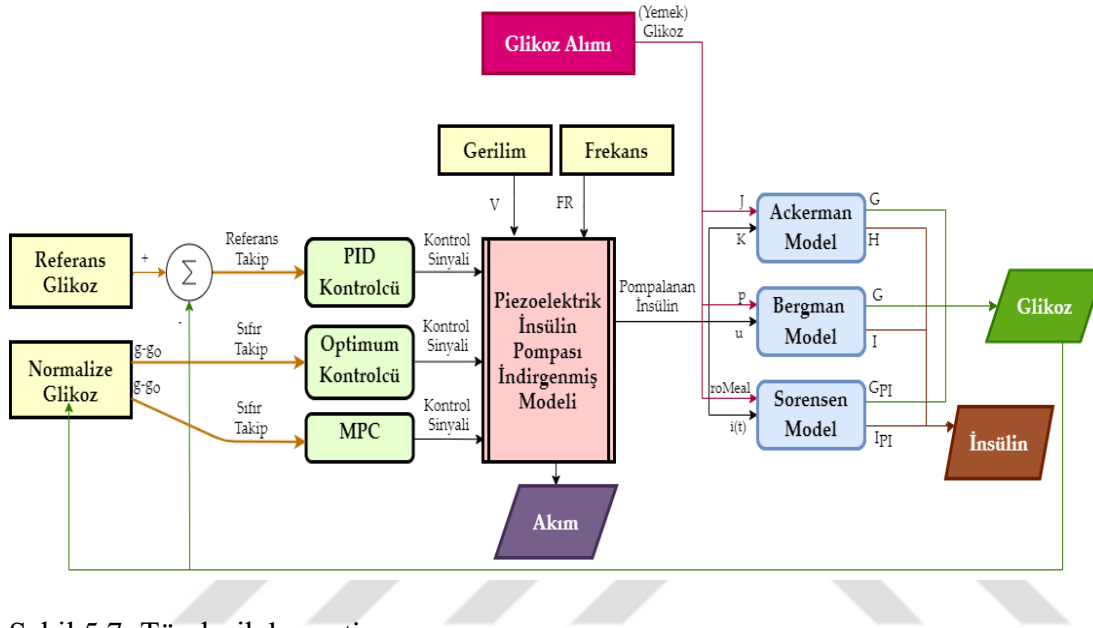 (Yemek)
Glikoz
Glikoz Alımı
Gerilim
Frekans
V
FR
Referans
Glikoz
+
-
Σ
Referans
Takip
PID
Kontrolcü
Kontrol
Sinyali
Normalize
Glikoz
g-go
g-go
Sıfır
Takip
Optimum
Kontrolcü
Kontrol
Sinyali
Sıfır
Takip
MPC
Kontrol
Sinyali
Piezoelektrik
İnsülin
Pompası
İndirgenmiş
Modeli
Pompalanan
İnsülin
J
K
Ackerman
Model
G
H
p
u
Bergman
Model
G
I
roMeal
i(t)
Sorensen
Model
GPI
IPI
Glikoz
İnsülin
Akım